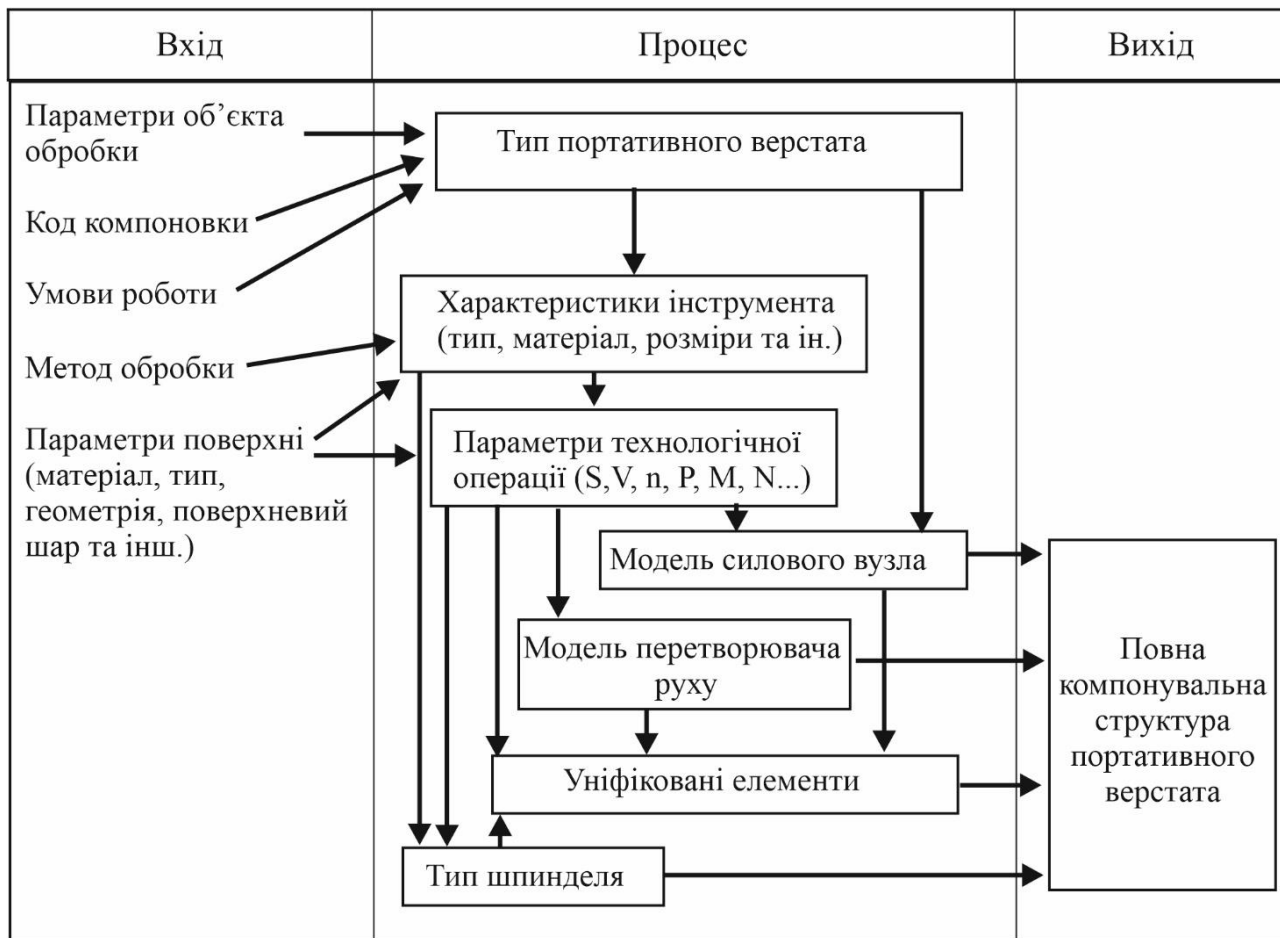 Вхід
Процес
Вихід
Параметри об’єкта
обробки
Код компоновки
Умови роботи
Метод обробки
Параметри поверхні
(матеріал, тип,
геометрія, поверхневий
шар та інш.)
Тип портативного верстата
Характеристики інструмента
(тип, матеріал, розміри та ін.)
Параметри технологічної
операції (S,V, n, P, M, N...)
Модель силового вузла
Модель перетворювача
руху
Уніфіковані елементи
Тип шпинделя
Повна
компонувальна
структура
портативного
верстата